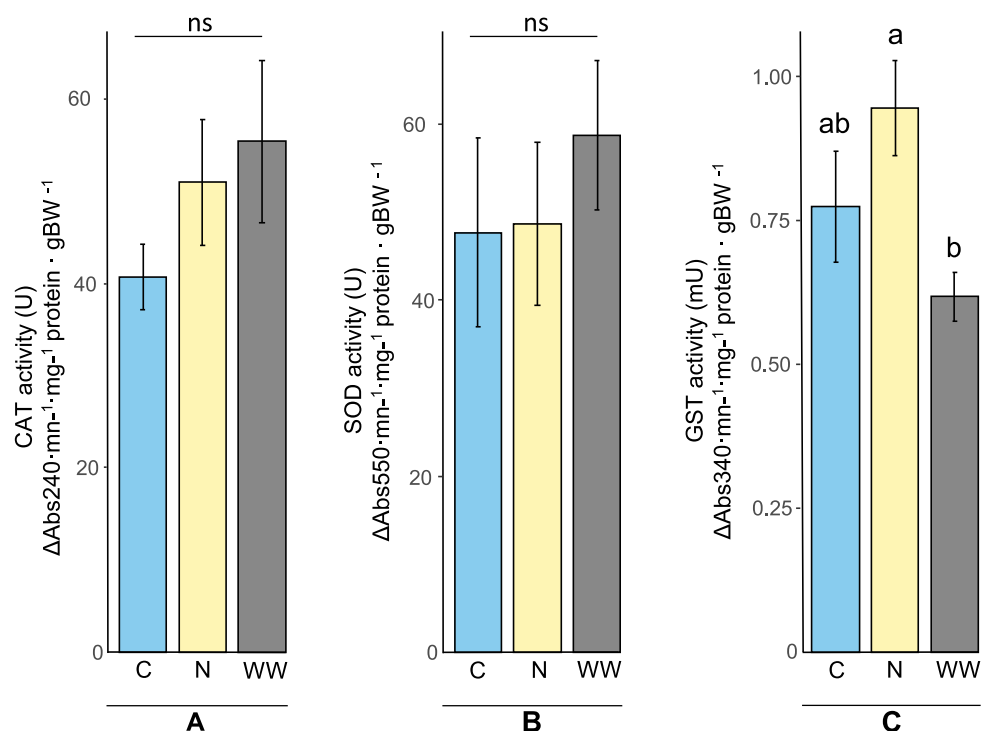 ns
60
40
20
0
CAT activity (U)
ΔAbs240·mn-¹·mg-¹ protein · gBW -¹
C N WW
A
ns
60
40
20
0
SOD activity (U)
ΔAbs550·mn-¹·mg-¹ protein · gBW -¹
C N WW
B
a
ab
b
1.00
0.75
0.50
0.25
0
GST activity (mU)
ΔAbs340·mn-¹·mg-¹ protein · gBW -¹
C N WW
C